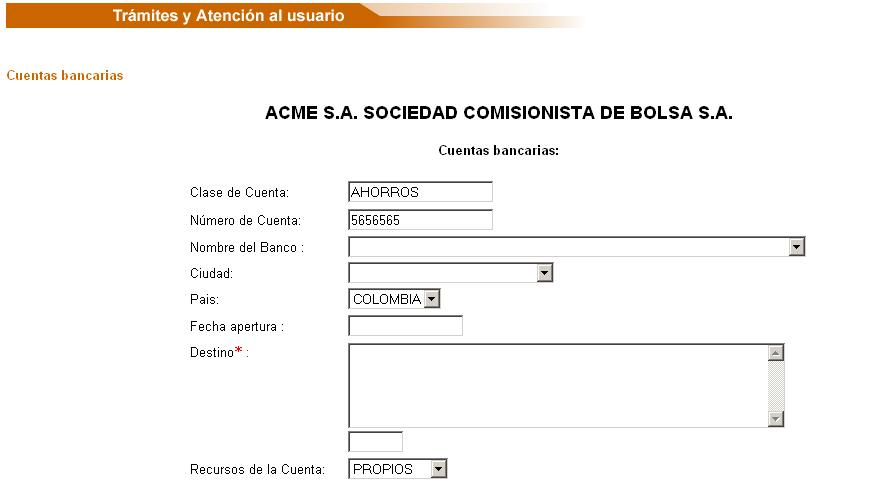 Trámites y Atención al usuario
Cuentas bancarias
ACME S.A. SOCIEDAD COMISIONISTA DE BOLSA S.A.
Cuentas bancarias:
Clase de Cuenta: AHORROS
Número de Cuenta: 5656565
Nombre del Banco :
Ciudad:
Pais: COLOMBIA
Fecha apertura :
Destino* :
Recursos de la Cuenta: PROPIOS